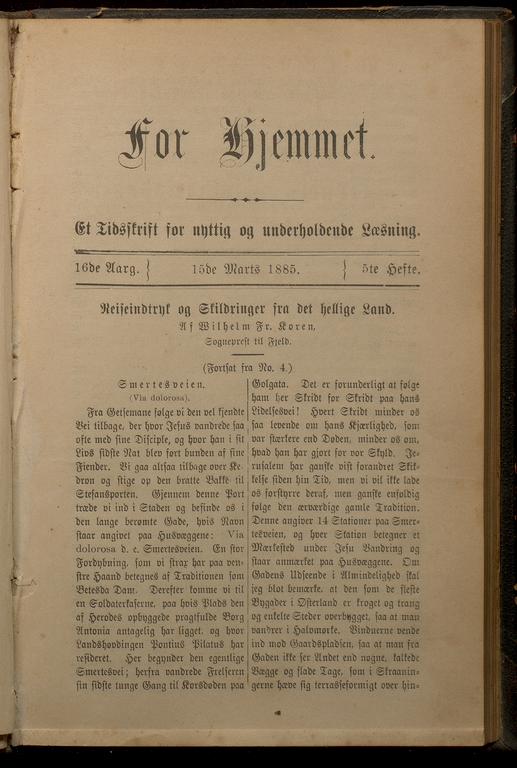 For Hjemmet.
Et Tidsskrift for nyttig og underholdende Læsning.
16de Aarg. } 15de Marts 1885. } 5te Hefte.
Reiseindtryk og Skildringer fra det hellige Land.
Af Wilhelm Fr. Koren,
Sogneprest til Fjeld.
(Fortsat fra No. 4.)
Smertesveien.
(Via dolorosa).
Fra Getsemane følge vi den vel kjendte
Vei tilbage, der hvor Jesus vandrede saa
ofte med sine Disciple, og hvor han i sit
Livs sidste Nat blev ført bunden af sine
Fiender. Vi gaa altsaa tilbage over Ke-
dron og stige op den bratte Bakke til
Stefansporten. Gjennem denne Port
træde vi ind i Staden og befinde os i
den lange berømte Gade, hvis Navn
staar angivet paa Husvæggene: Via
dolorosa d. e. Smertesveien. En stor
Fordybning, som vi strax har paa ven-
stre Haand betegnes af Traditionen som
Betesda Dam. Derefter komme vi til
en Soldaterkaserne, paa hvis Plads den
af Herodes opbyggede pragtfulde Borg
Antonia antagelig har ligget, og hvor
Landshøvdingen Pontius Pilatus har
resideret. Her begynder den egentlige
Smertesvei; herfra vandrede Frelseren
sin sidste tunge Gang til Korsdøden paa
Golgata. Det er forunderligt at følge
ham her Skridt for Skridt paa hans
Lidelsesvei! Hvert Skridt minder os
saa levende om hans Kjærlighed, som
var stærkere end Døden, minder os om,
hvad han har gjort for vor Skyld. Je-
rusalem har ganske vist forandret Skik-
kelse siden hin Tid, men vi vil ikke lade
os forstyrre deraf, men ganske enfoldig
følge den ærværdige gamle Tradition.
Denne angiver 14 Stationer paa Smer-
tesveien, og hver Station betegner et
Mærkested under Jesu Vandring og
staar anmærket paa Husvæggene. Om
Gadens Udseende i Almindelighed skal
jeg blot bemærke, at den som de fleste
Bygader i Østerland er kroget og trang
og enkelte Steder overbygget, saa at man
vandrer i Halvmørke. Vinduerne vende
ind mod Gaardspladsen, saa at man fra
Gaden ikke ser Andet end nøgne, kalkede
Vægge og flade Tage, som i Skraanin-
gerne hæve sig terrasseformigt over hin-